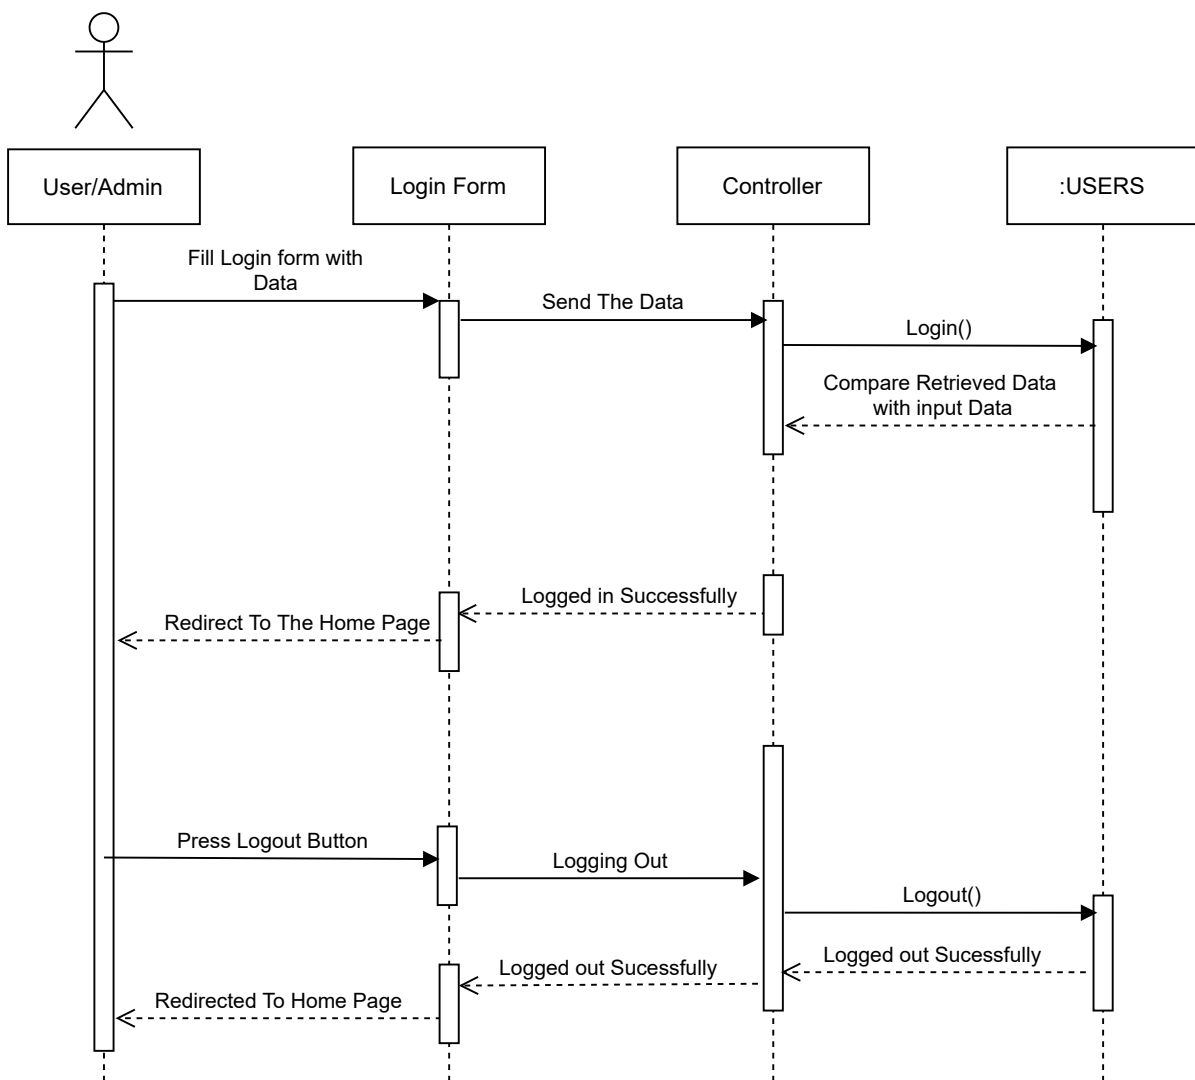 User/Admin
Login Form
Controller
:USERS
Fill Login form with
Data
Send The Data
Login()
Compare Retrieved Data
with input Data
Logged in Successfully
Redirect To The Home Page
Press Logout Button
Logging Out
Logout()
Logged out Sucessfully
Logged out Sucessfully
Redirected To Home Page